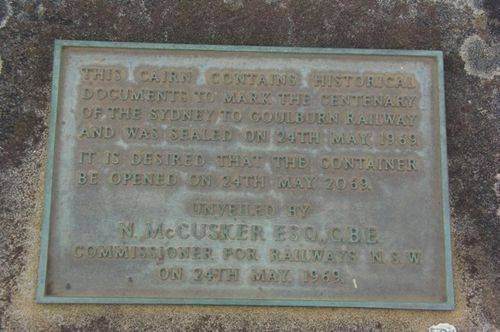 THIS CAIRN CONTAINS HISTORICAL
DOCUMENTS TO MARK THE CENTENARY
OF THE SYDNEY TO GOULBURN RAILWAY
AND WAS SEALED ON 24TH MAY, 1969.
IT IS DESIRED THAT THE CONTAINER
BE OPENED ON 24TH MAY, 2069.
UNVEILED BY
N. McCUSKER ESQ., C.B.E.
COMMISSIONER FOR RAILWAYS, N.S.W.
ON 24TH MAY, 1969.